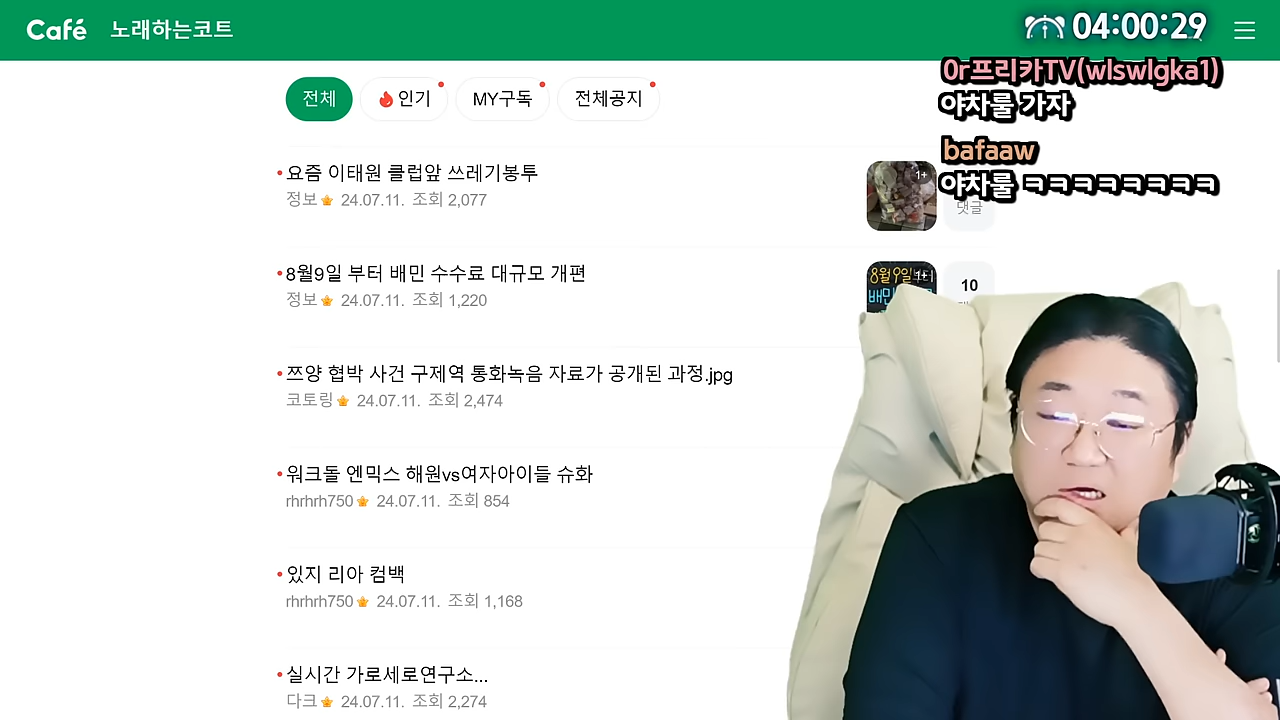 Café 노래하는코트
04:00:29
전체 인기 MY구독 전체공지
0r프리카TV(wlswlgka1)
야차룰 가자
bafaaw
야차룰 ㅋㅋㅋㅋㅋㅋㅋㅋ
요즘 이태원 클럽앞 쓰레기봉투
정보 24.07.11. 조회 2,077
1+
댓글
8월9일 부터 배민 수수료 대규모 개편
정보 24.07.11. 조회 1,220
8월9일부터
1+
배민
10
쯔양 협박 사건 구제역 통화녹음 자료가 공개된 과정.jpg
코토링 24.07.11. 조회 2,474
워크돌 엔믹스 해원vs여자아이들 슈화
rhrhrh750 24.07.11. 조회 854
있지 리아 컴백
rhrhrh750 24.07.11. 조회 1,168
실시간 가로세로연구소...
다크 24.07.11. 조회 2,274